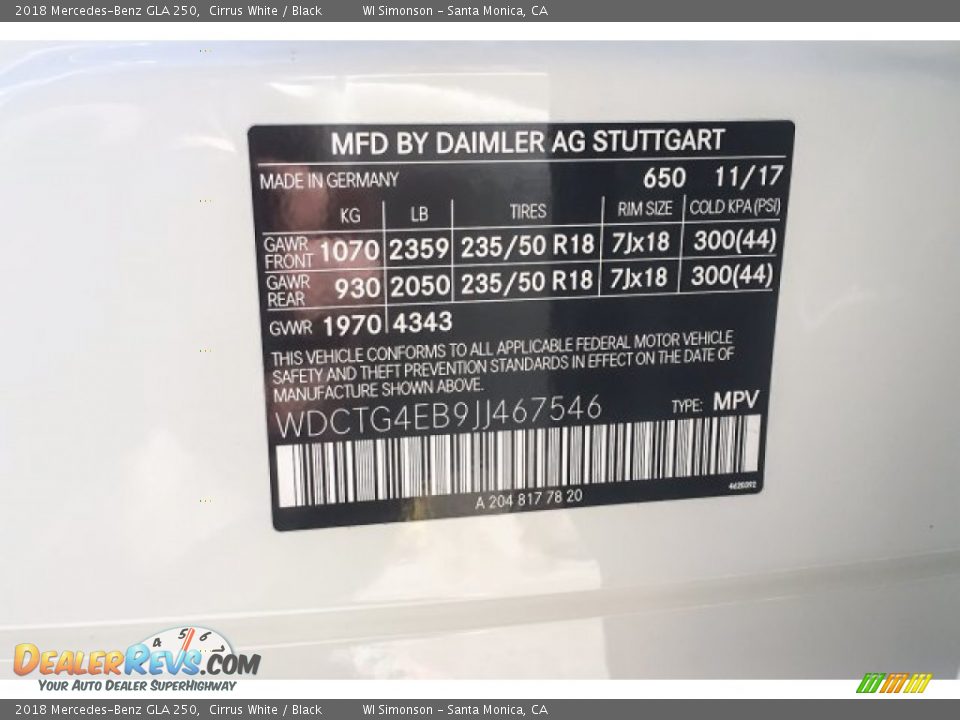 2018 Mercedes-Benz GLA 250, Cirrus White / Black WI Simonson - Santa Monica, CA
MFD BY DAIMLER AG STUTTGART
MADE IN GERMANY 650 11/17
KG LB TIRES RIM SIZE COLD KPA (PSI)
GAWR FRONT 1070 2359 235/50 R18 7Jx18 300(44)
GAWR REAR 930 2050 235/50 R18 7Jx18 300(44)
GVWR 1970 4343
THIS VEHICLE CONFORMS TO ALL APPLICABLE FEDERAL MOTOR VEHICLE
SAFETY AND THEFT PREVENTION STANDARDS IN EFFECT ON THE DATE OF
MANUFACTURE SHOWN ABOVE.
WDCTG4EB9JJ467546 TYPE: MPV
A 204 817 78 20 4625092
4 5 6 7
DEALERREVS.COM
YOUR AUTO DEALER SUPERHIGHWAY
2018 Mercedes-Benz GLA 250, Cirrus White / Black WI Simonson - Santa Monica, CA